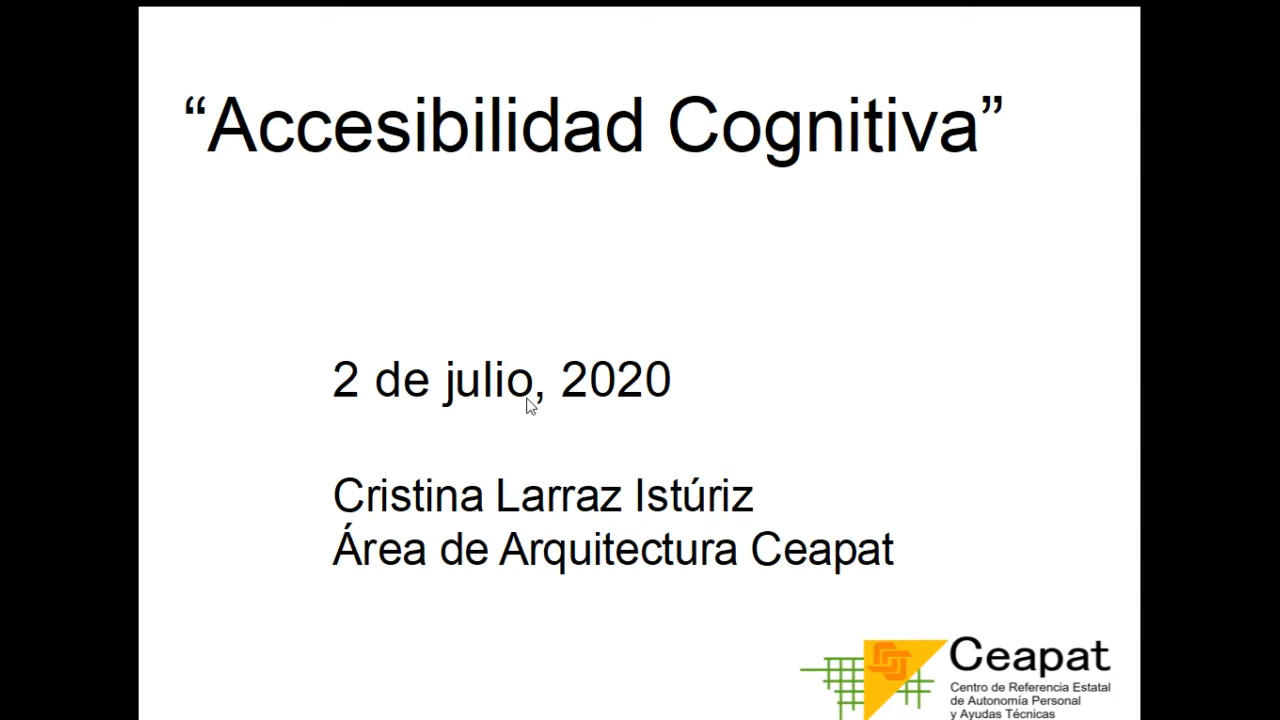 “Accesibilidad Cognitiva”
2 de julio, 2020
Cristina Larraz Istúriz
Área de Arquitectura Ceapat
Ceapat
Centro de Referencia Estatal
de Autonomía Personal
y Ayudas Técnicas